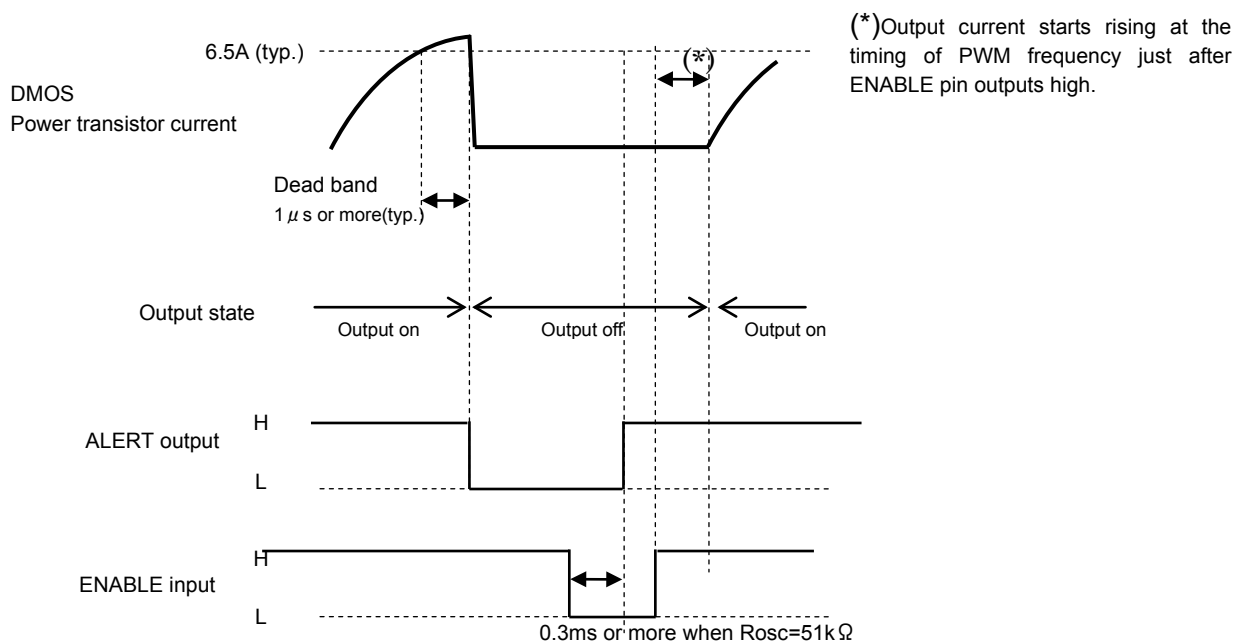 (*)Output current starts rising at the
timing of PWM frequency just after
ENABLE pin outputs high.
6.5A (typ.)
(*)
DMOS
Power transistor current
Dead band
1μs or more(typ.)
Output state
Output on
Output off
Output on
H
ALERT output
L
H
ENABLE input
L
0.3ms or more when Rosc=51kΩ